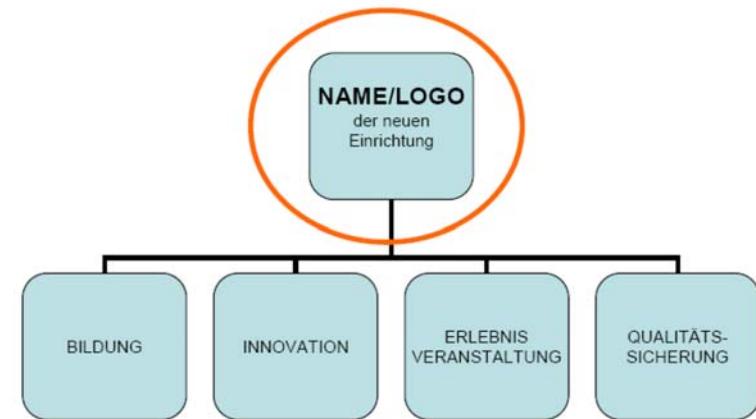 NAME/LOGO
der neuen
Einrichtung
BILDUNG
INNOVATION
ERLEBNIS
VERANSTALTUNG
QUALITÄTS-
SICHERUNG